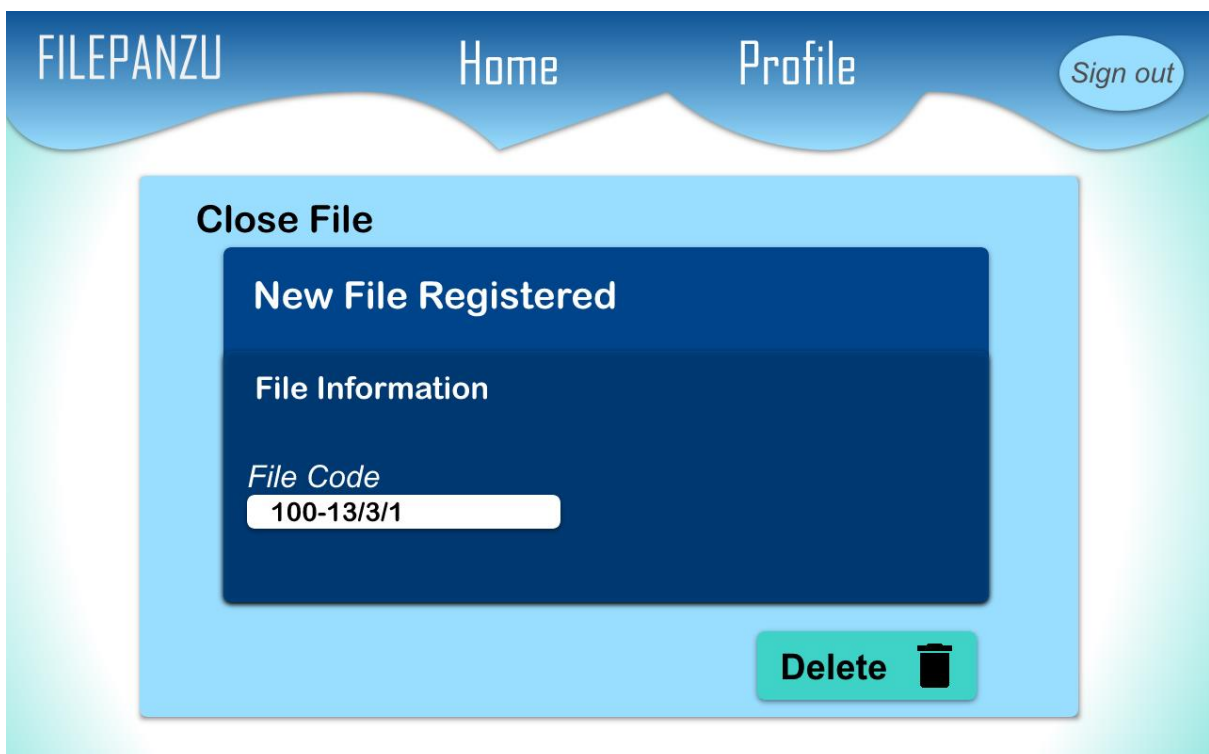 FILEPANZU Home Profile Sign out
Close File
New File Registered
File Information
File Code
100-13/3/1
Delete